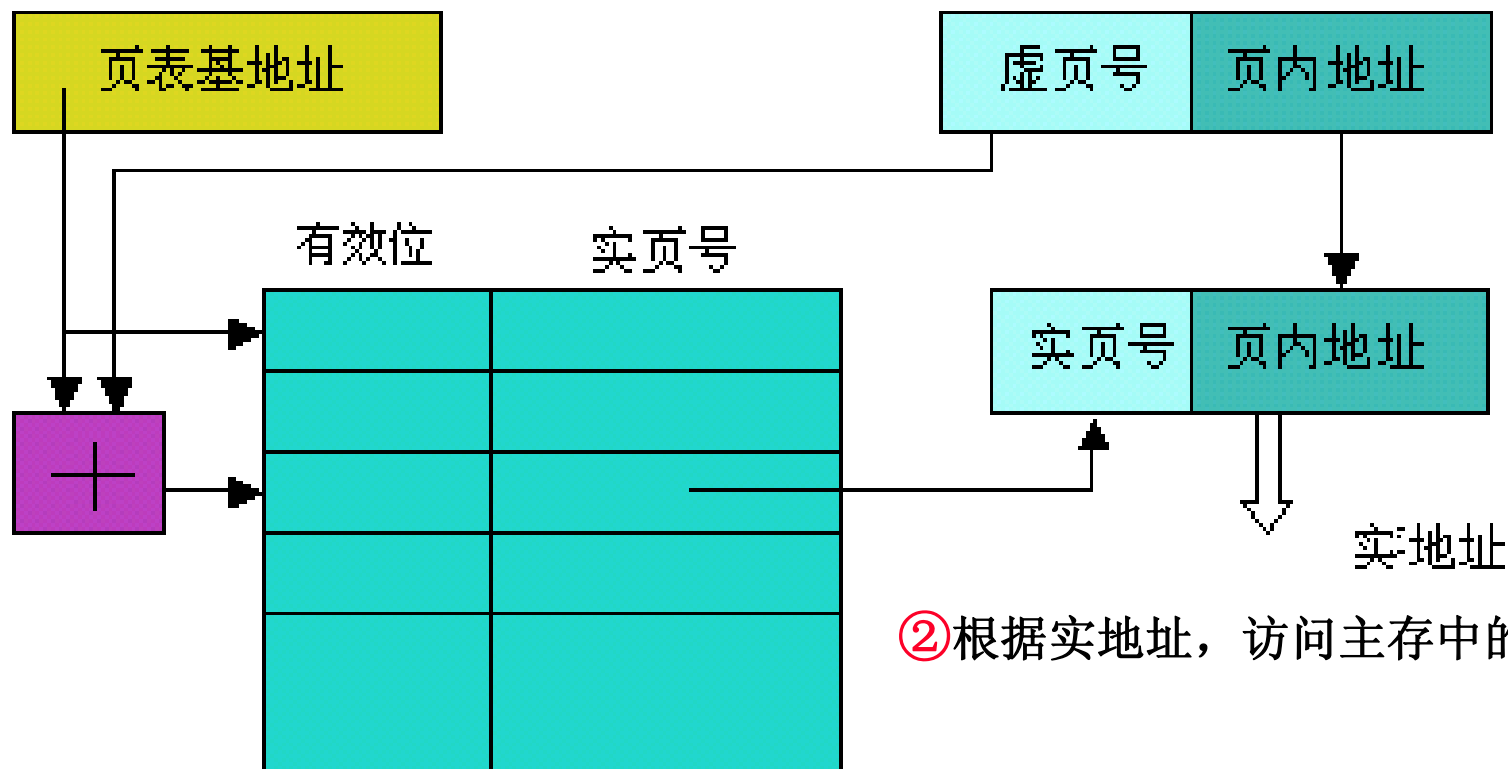 页表基地址
虚页号 页内地址
有效位 实页号
实页号 页内地址
实地址
②根据实地址，访问主存中的